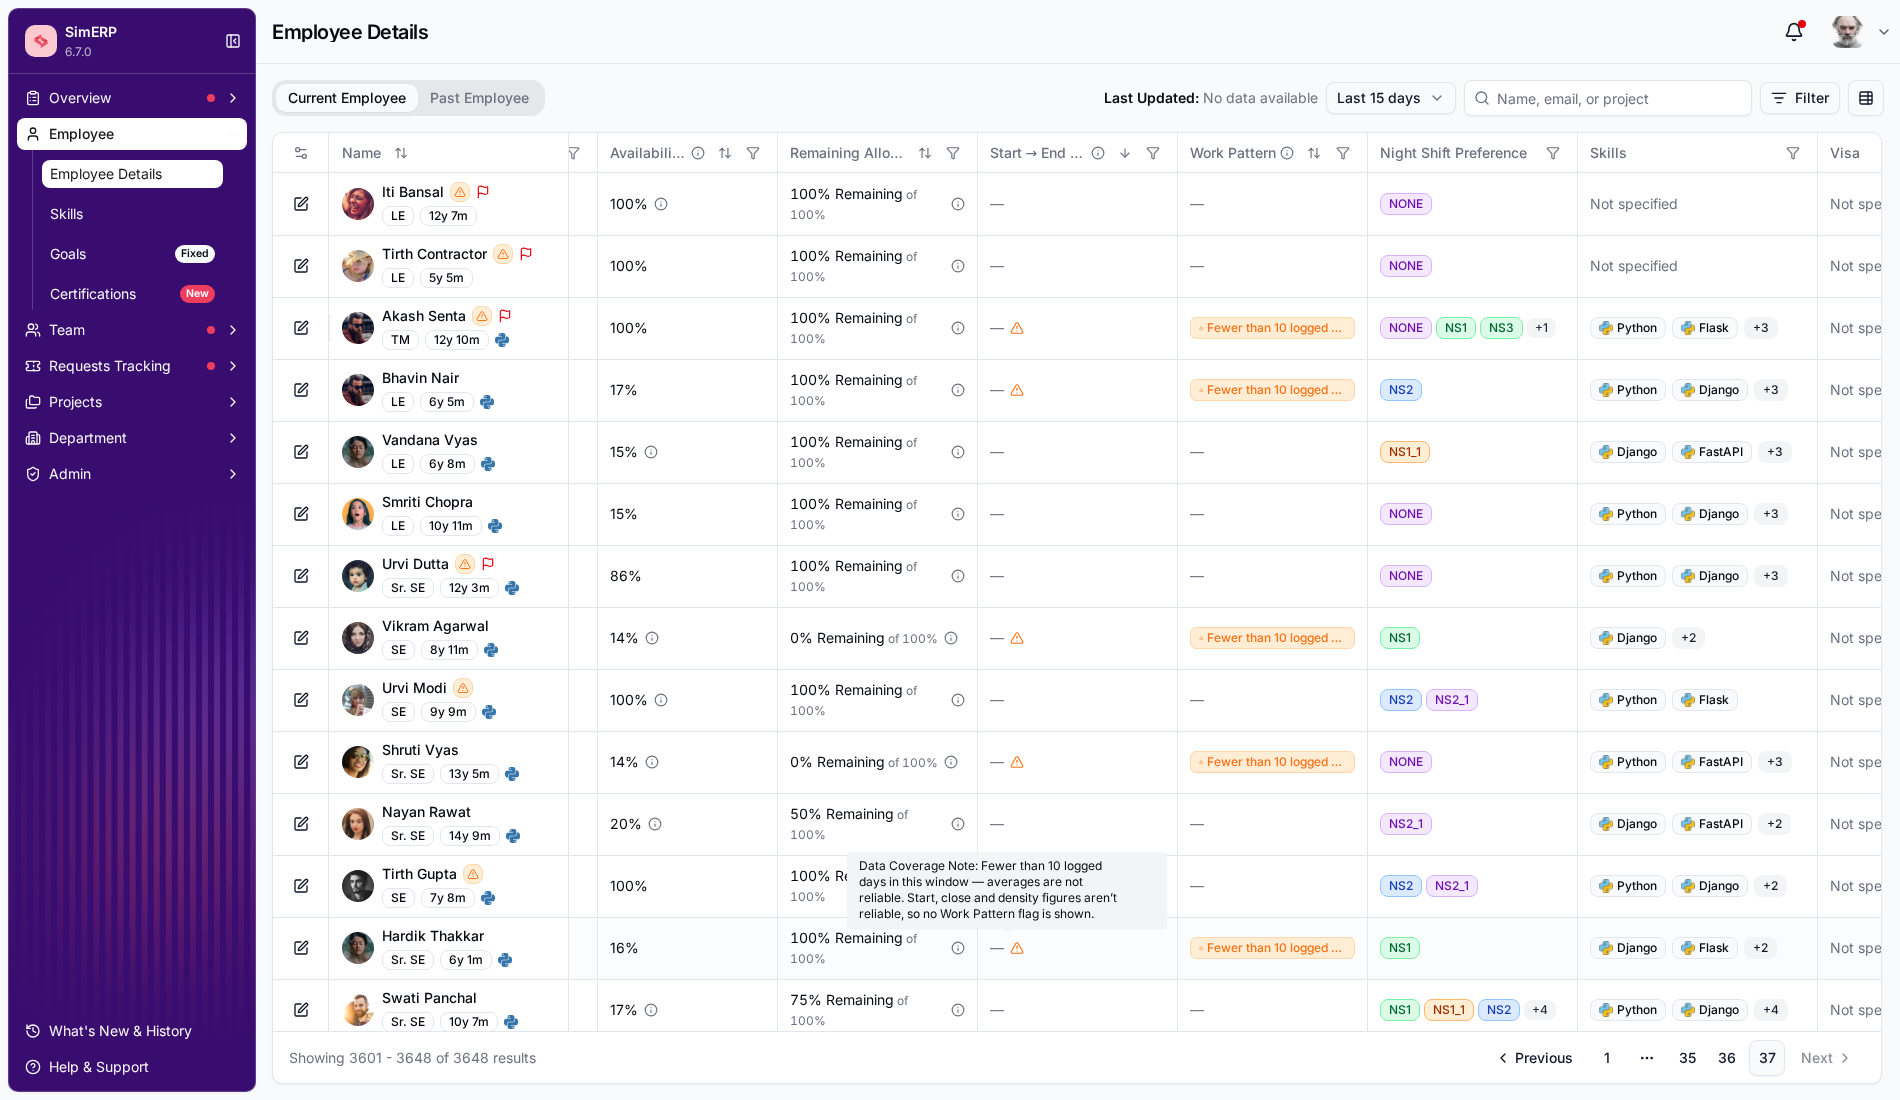 SimERP
6.7.0
Overview
Employee
Employee Details
Skills
Goals Fixed
Certifications New
Team
Requests Tracking
Projects
Department
Admin
What's New & History
Help & Support
Employee Details
Current Employee Past Employee
Last Updated: No data available Last 15 days Name, email, or project Filter
Name Availabili... Remaining Allo... Start → End ... Work Pattern Night Shift Preference Skills Visa
Iti Bansal
LE 12y 7m
100% 100% Remaining of 100% — — NONE Not specified Not spe
Tirth Contractor
LE 5y 5m
100% 100% Remaining of 100% — — NONE Not specified Not spe
Akash Senta
TM 12y 10m
100% 100% Remaining of 100% — Fewer than 10 logged ... NONE NS1 NS3 +1 Python Flask +3 Not spe
Bhavin Nair
LE 6y 5m
17% 100% Remaining of 100% — Fewer than 10 logged ... NS2 Python Django +3 Not spe
Vandana Vyas
LE 6y 8m
15% 100% Remaining of 100% — — NS1_1 Django FastAPI +3 Not spe
Smriti Chopra
LE 10y 11m
15% 100% Remaining of 100% — — NONE Python Django +3 Not spe
Urvi Dutta
Sr. SE 12y 3m
86% 100% Remaining of 100% — — NONE Python Django +3 Not spe
Vikram Agarwal
SE 8y 11m
14% 0% Remaining of 100% — Fewer than 10 logged ... NS1 Django +2 Not spe
Urvi Modi
SE 9y 9m
100% 100% Remaining of 100% — — NS2 NS2_1 Python Flask Not spe
Shruti Vyas
Sr. SE 13y 5m
14% 0% Remaining of 100% — Fewer than 10 logged ... NONE Python FastAPI +3 Not spe
Nayan Rawat
Sr. SE 14y 9m
20% 50% Remaining of 100% — — NS2_1 Django FastAPI +2 Not spe
Tirth Gupta
SE 7y 8m
100% 100% Re 100% — NS2 NS2_1 Python Django +2 Not spe
Data Coverage Note: Fewer than 10 logged
days in this window — averages are not
reliable. Start, close and density figures aren't
reliable, so no Work Pattern flag is shown.
Hardik Thakkar
Sr. SE 6y 1m
16% 100% Remaining of 100% — Fewer than 10 logged ... NS1 Django Flask +2 Not spe
Swati Panchal
Sr. SE 10y 7m
17% 75% Remaining of 100% — — NS1 NS1_1 NS2 +4 Python Django +4 Not spe
Showing 3601 - 3648 of 3648 results
Previous 1 ··· 35 36 37 Next